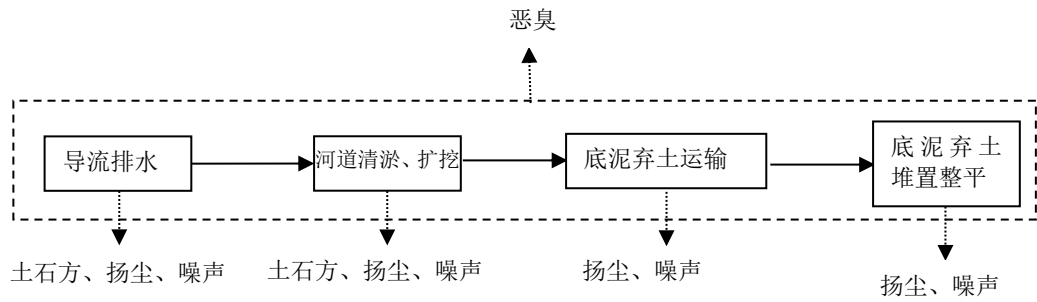 恶臭
导流排水
河道清淤、扩挖
底泥弃土运输
底泥弃土
堆置整平
土石方、扬尘、噪声
土石方、扬尘、噪声
扬尘、噪声
扬尘、噪声